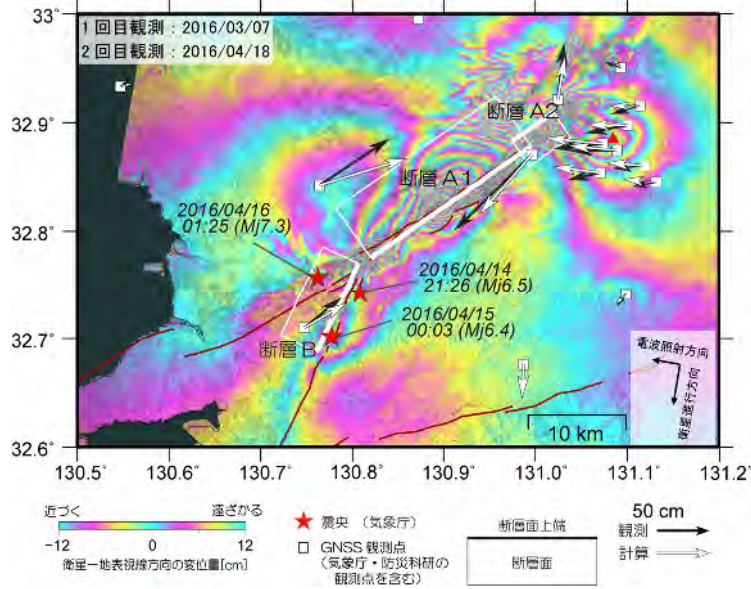 1回目観測：2016/03/07
2回目観測：2016/04/18
33°
32.9°
32.8°
32.7°
32.6°
断層A2
断層A1
2016/04/16
01:25 (Mj7.3)
2016/04/14
21:26 (Mj6.5)
2016/04/15
00:03 (Mj6.4)
断層B
電波照射方向
衛星進行方向
10 km
130.5°
130.6°
130.7°
130.8°
130.9°
131.0°
131.1°
131.2°
近づく
遠ざかる
-12
0
12
衛星－地表視線方向の変位量[cm]
震央 （気象庁）
GNSS 観測点
（気象庁・防災科研の
観測点を含む）
断層面上端
断層面
50 cm
観測
計算